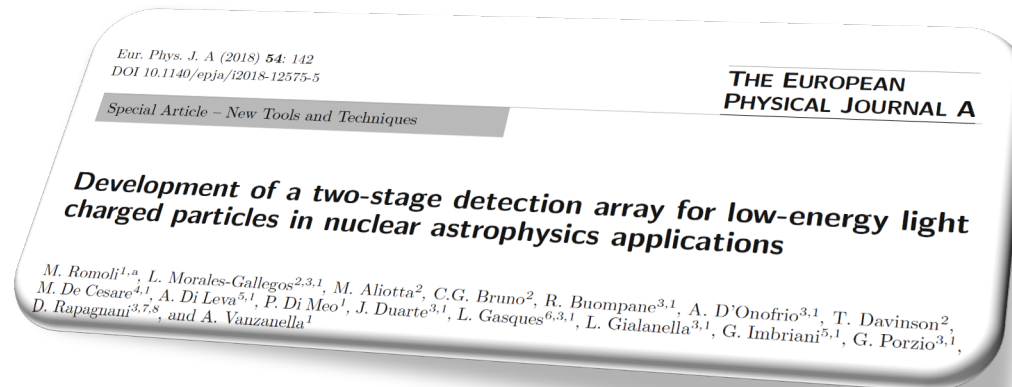 Eur. Phys. J. A (2018) 54: 142
DOI 10.1140/epja/i2018-12575-5
THE EUROPEAN
PHYSICAL JOURNAL A
Special Article – New Tools and Techniques
Development of a two-stage detection array for low-energy light
charged particles in nuclear astrophysics applications
M. Romoli1,a, L. Morales-Gallegos2,3,1, M. Aliotta2, C.G. Bruno2, R. Buompane3,1, A. D'Onofrio3,1, T. Davinson2,
M. De Cesare4,1, A. Di Leva5,1, P. Di Meo1, J. Duarte3,1, L. Gasques6,3,1, L. Gialanella3,1, G. Imbriani5,1, G. Porzio3,1,
D. Rapagnani3,7,8, and A. Vanzanella1